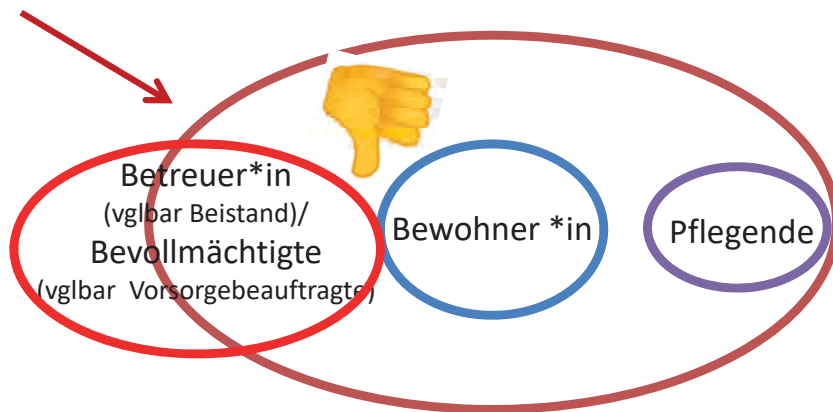 Betreuer*in
(vglbar Beistand)/
Bevollmächtigte
(vglbar Vorsorgebeauftragte)
Bewohner *in
Pflegende